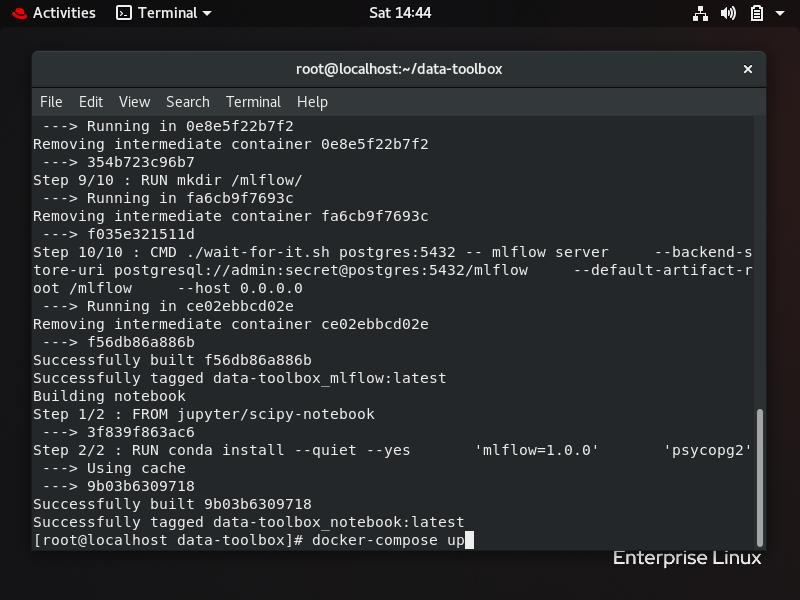 Activities Terminal Sat 14:44
root@localhost:~/data-toolbox
File Edit View Search Terminal Help
 ---> Running in 0e8e5f22b7f2
Removing intermediate container 0e8e5f22b7f2
 ---> 354b723c96b7
Step 9/10 : RUN mkdir /mlflow/
 ---> Running in fa6cb9f7693c
Removing intermediate container fa6cb9f7693c
 ---> f035e321511d
Step 10/10 : CMD ./wait-for-it.sh postgres:5432 -- mlflow server     --backend-s
tore-uri postgresql://admin:secret@postgres:5432/mlflow     --default-artifact-r
oot /mlflow     --host 0.0.0.0
 ---> Running in ce02ebbcd02e
Removing intermediate container ce02ebbcd02e
 ---> f56db86a886b
Successfully built f56db86a886b
Successfully tagged data-toolbox_mlflow:latest
Building notebook
Step 1/2 : FROM jupyter/scipy-notebook
 ---> 3f839f863ac6
Step 2/2 : RUN conda install --quiet --yes       'mlflow=1.0.0'       'psycopg2'
 ---> Using cache
 ---> 9b03b6309718
Successfully built 9b03b6309718
Successfully tagged data-toolbox_notebook:latest
[root@localhost data-toolbox]# docker-compose up
Enterprise Linux